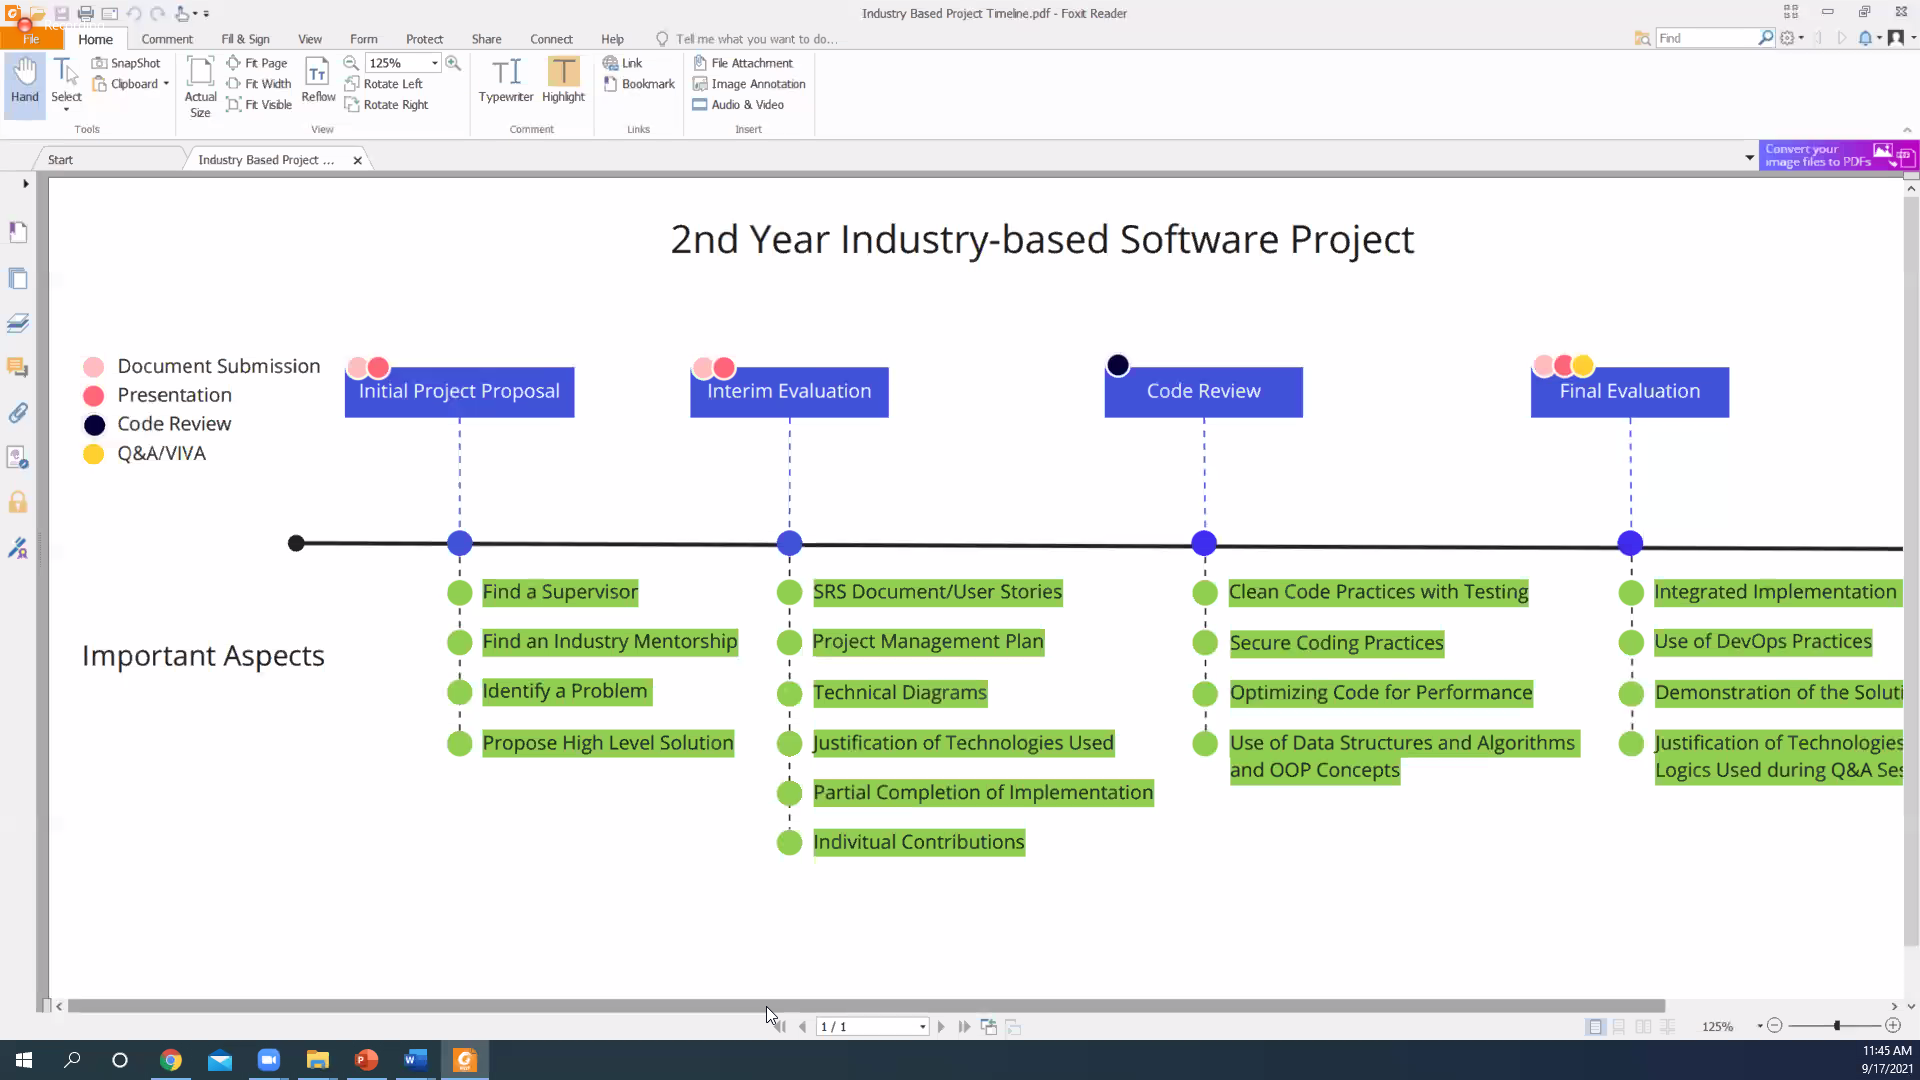 Industry Based Project Timeline.pdf - Foxit Reader
File
Home
Comment
Fill & Sign
View
Form
Protect
Share
Connect
Help
Tell me what you want to do...
Find
Hand
Select
SnapShot
Clipboard
Tools
Actual
Size
Fit Page
Fit Width
Fit Visible
Reflow
125%
Rotate Left
Rotate Right
View
Typewriter
Highlight
Comment
Link
Bookmark
Links
File Attachment
Image Annotation
Audio & Video
Insert
Start
Industry Based Project ...
Convert your
image files to PDFs
2nd Year Industry-based Software Project
Document Submission
Presentation
Code Review
Q&A/VIVA
Initial Project Proposal
Interim Evaluation
Code Review
Final Evaluation
Important Aspects
Find a Supervisor
Find an Industry Mentorship
Identify a Problem
Propose High Level Solution
SRS Document/User Stories
Project Management Plan
Technical Diagrams
Justification of Technologies Used
Partial Completion of Implementation
Indivitual Contributions
Clean Code Practices with Testing
Secure Coding Practices
Optimizing Code for Performance
Use of Data Structures and Algorithms
and OOP Concepts
Integrated Implementation
Use of DevOps Practices
Demonstration of the Soluti
Justification of Technologies
Logics Used during Q&A Ses
1 / 1
125%
11:45 AM
9/17/2021